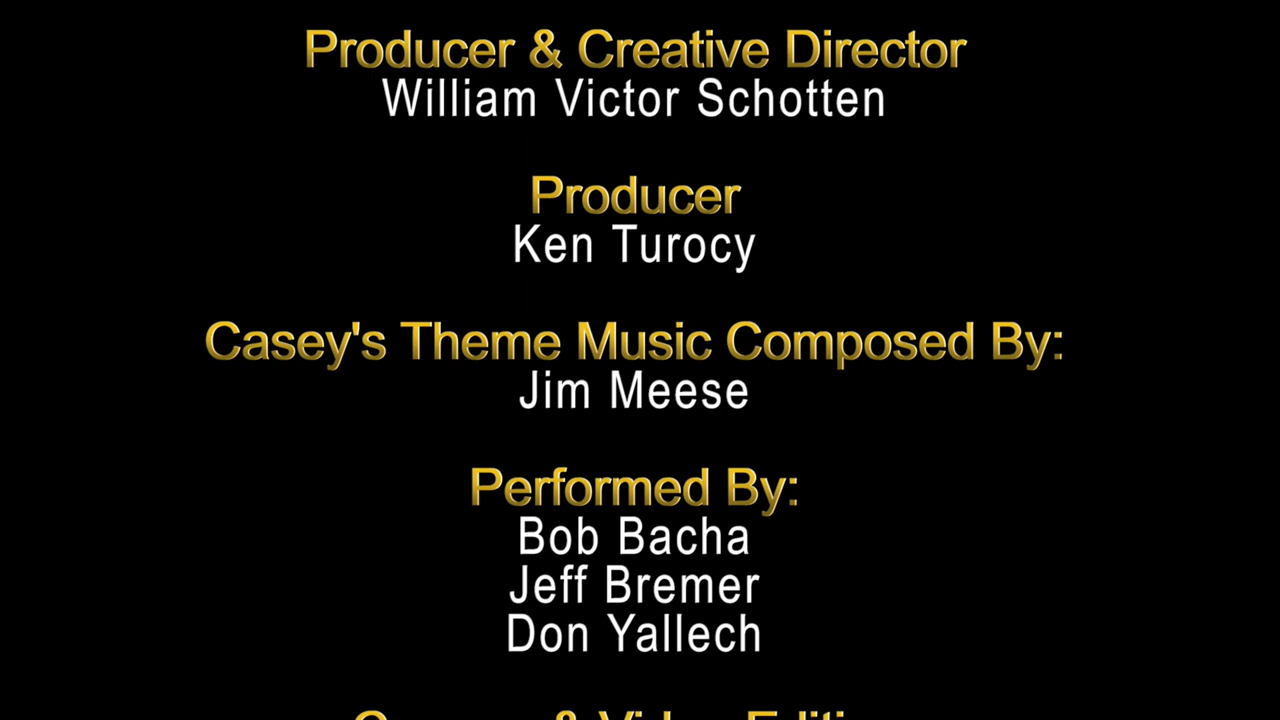 Producer & Creative Director
William Victor Schotten
Producer
Ken Turocy
Casey's Theme Music Composed By:
Jim Meese
Performed By:
Bob Bacha
Jeff Bremer
Don Yallech
& Video